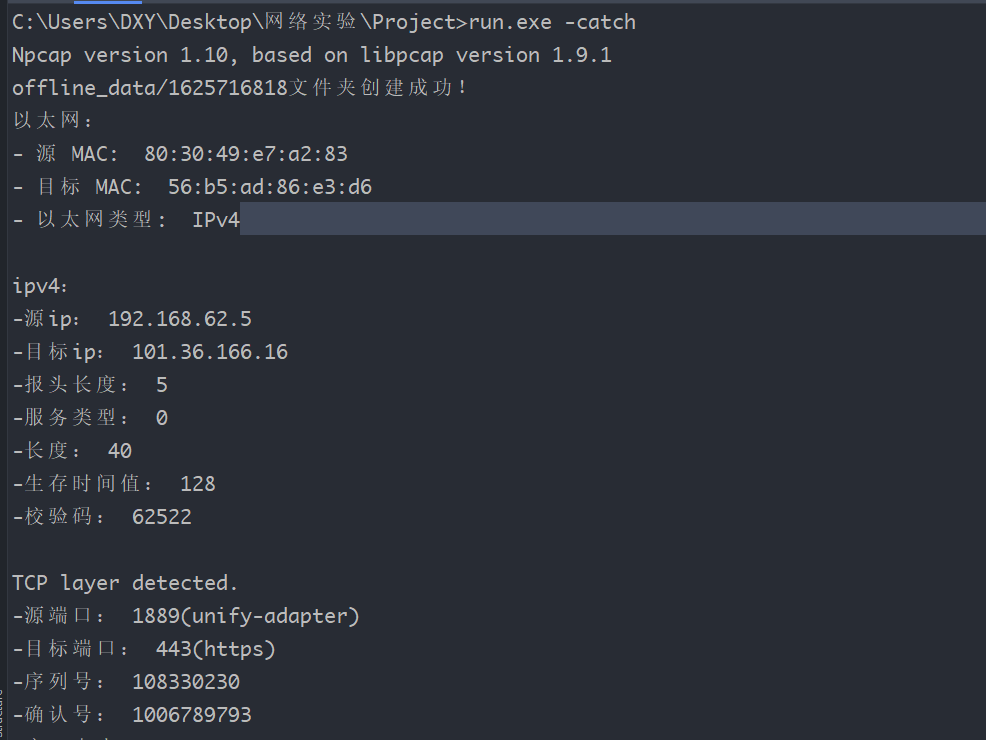 C:\Users\DXY\Desktop\网络实验\Project>run.exe -catch
Npcap version 1.10, based on libpcap version 1.9.1
offline_data/1625716818文件夹创建成功!
以太网:
- 源 MAC:  80:30:49:e7:a2:83
- 目标 MAC:  56:b5:ad:86:e3:d6
- 以太网类型:  IPv4
ipv4:
-源ip:  192.168.62.5
-目标ip:  101.36.166.16
-报头长度:  5
-服务类型:  0
-长度:  40
-生存时间值:  128
-校验码:  62522
TCP layer detected.
-源端口:  1889(unify-adapter)
-目标端口:  443(https)
-序列号:  108330230
-确认号:  1006789793